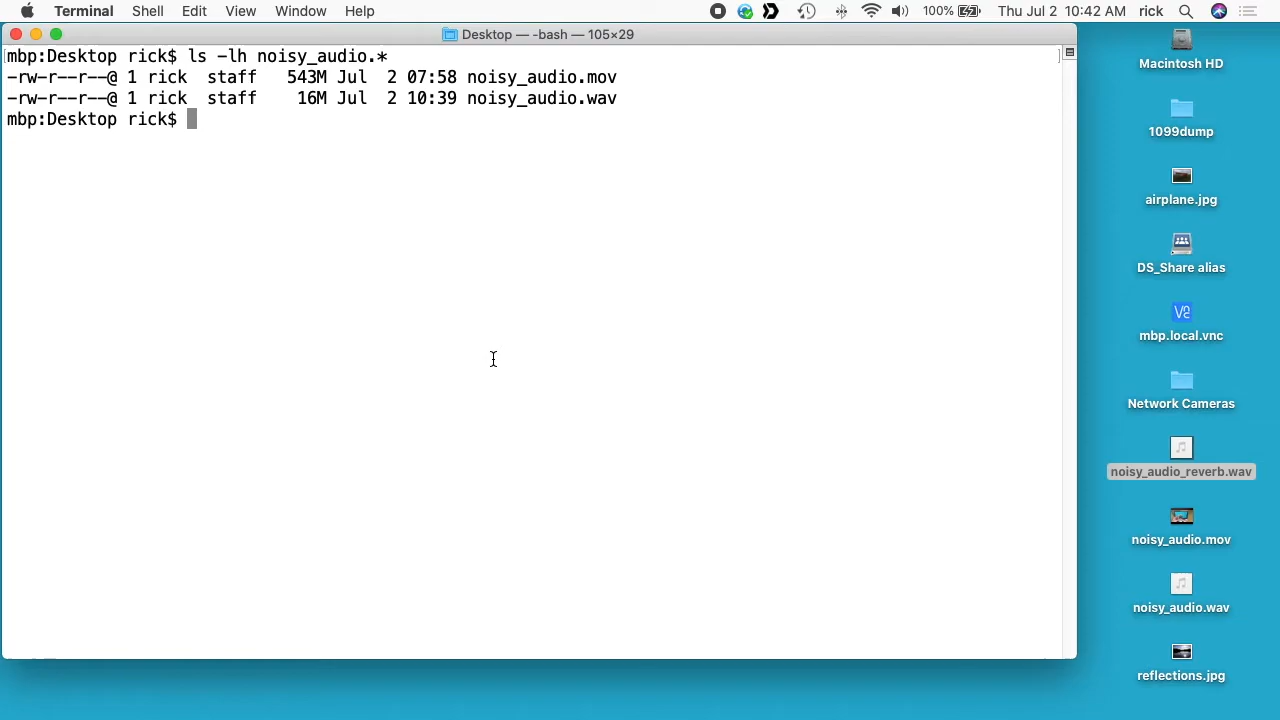 Terminal Shell Edit View Window Help 100% Thu Jul 2 10:42 AM rick
Desktop — -bash — 105×29
mbp:Desktop rick$ ls -lh noisy_audio.*
-rw-r--r--@ 1 rick  staff   543M Jul  2 07:58 noisy_audio.mov
-rw-r--r--@ 1 rick  staff    16M Jul  2 10:39 noisy_audio.wav
mbp:Desktop rick$
Macintosh HD
1099dump
airplane.jpg
DS_Share alias
VC
mbp.local.vnc
Network Cameras
noisy_audio_reverb.wav
noisy_audio.mov
noisy_audio.wav
reflections.jpg